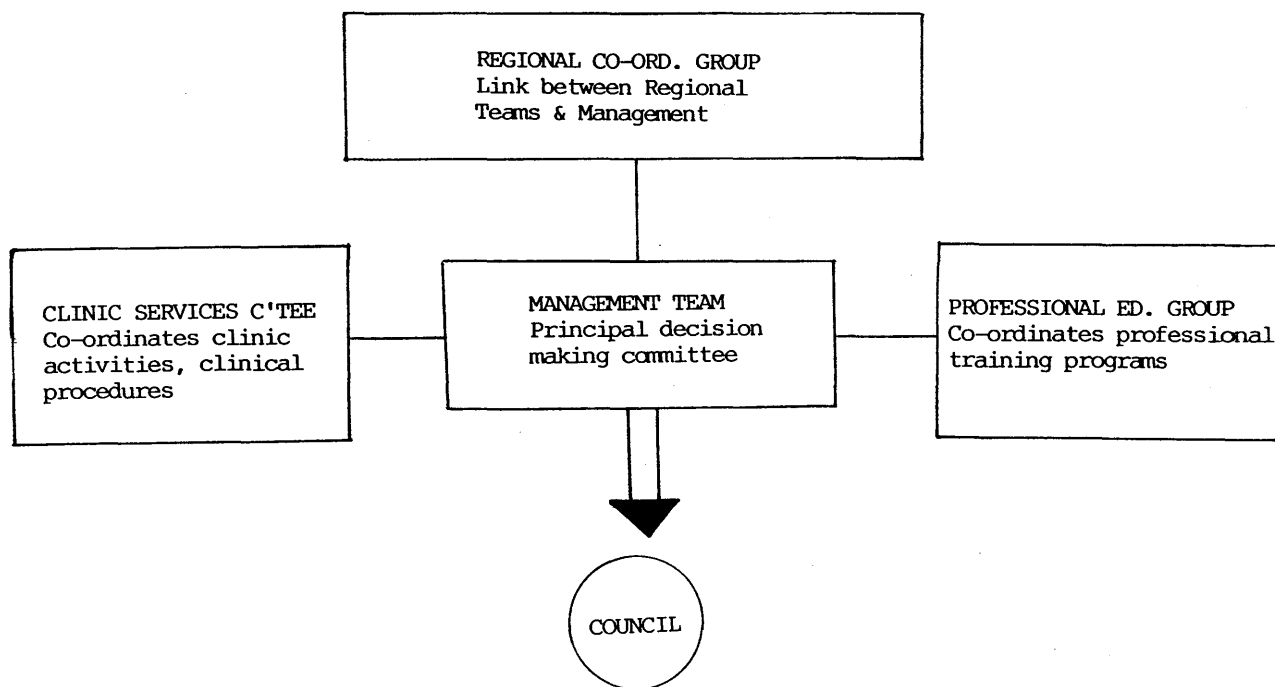 REGIONAL CO-ORD. GROUP
Link between Regional
Teams & Management
CLINIC SERVICES C'TEE
Co-ordinates clinic
activities, clinical
procedures
MANAGEMENT TEAM
Principal decision
making committee
PROFESSIONAL ED. GROUP
Co-ordinates professional
training programs
COUNCIL